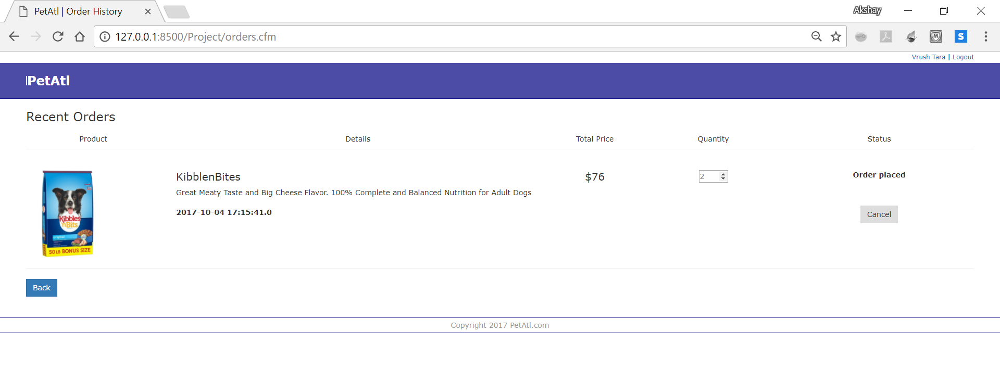 PetAtl | Order History
Akshay
127.0.0.1:8500/Project/orders.cfm
Vrush Tara | Logout
PetAtl
Recent Orders
Product Details Total Price Quantity Status
KibblenBites $76 2 Order placed
Great Meaty Taste and Big Cheese Flavor. 100% Complete and Balanced Nutrition for Adult Dogs
2017-10-04 17:15:41.0
Cancel
Kibbles
'n Bits
original
50 LB BONUS SIZE
Back
Copyright 2017 PetAtl.com